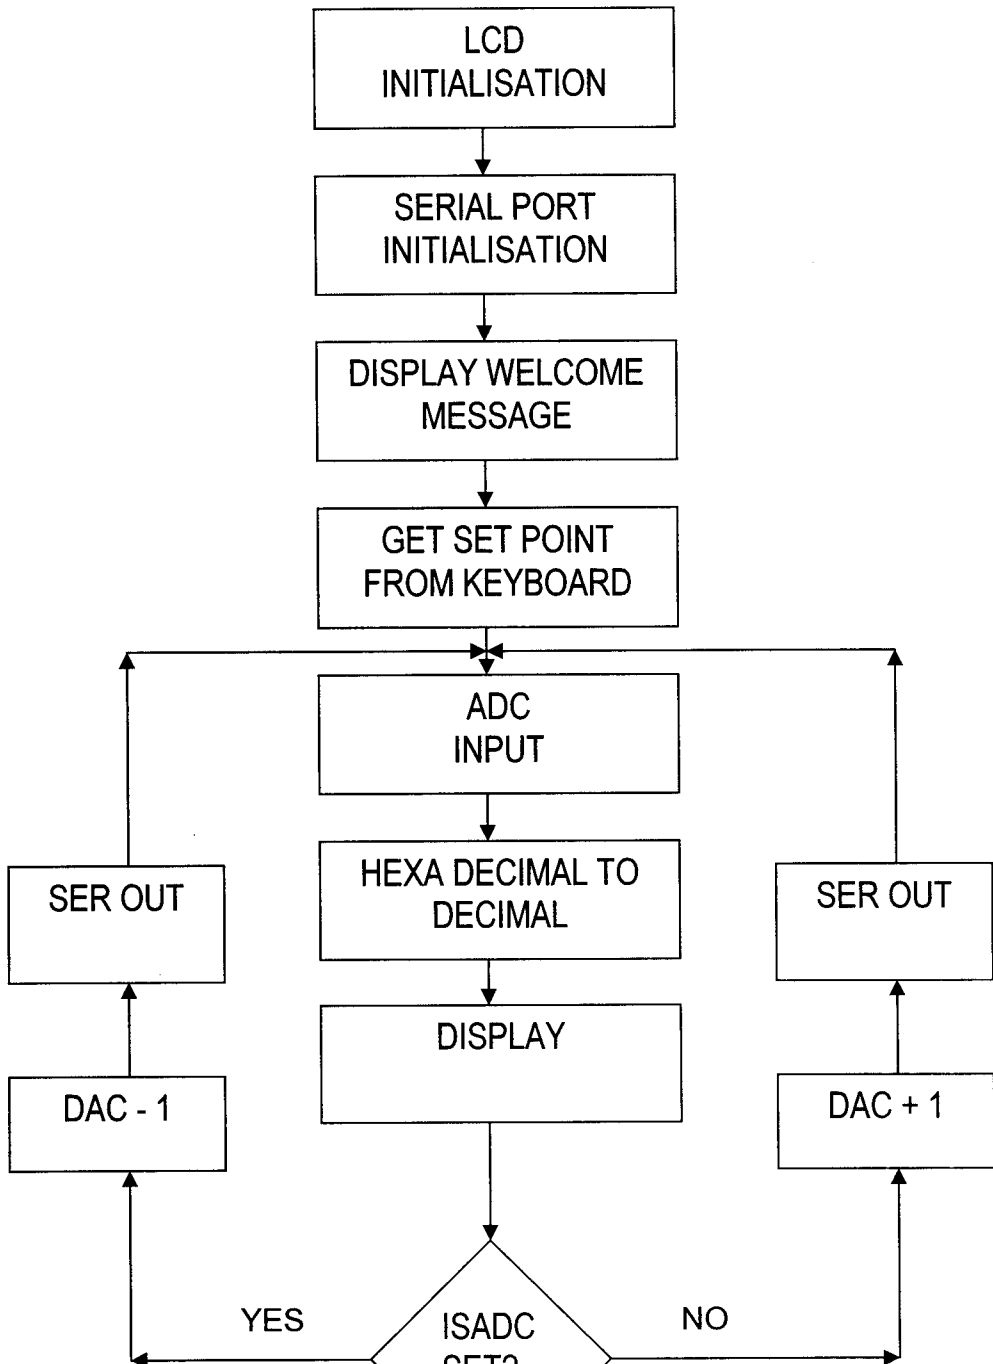 LCD
INITIALISATION
SERIAL PORT
INITIALISATION
DISPLAY WELCOME
MESSAGE
GET SET POINT
FROM KEYBOARD
ADC
INPUT
HEXA DECIMAL TO
DECIMAL
SER OUT
SER OUT
DISPLAY
DAC - 1
DAC + 1
YES
ISADC
NO
SET?